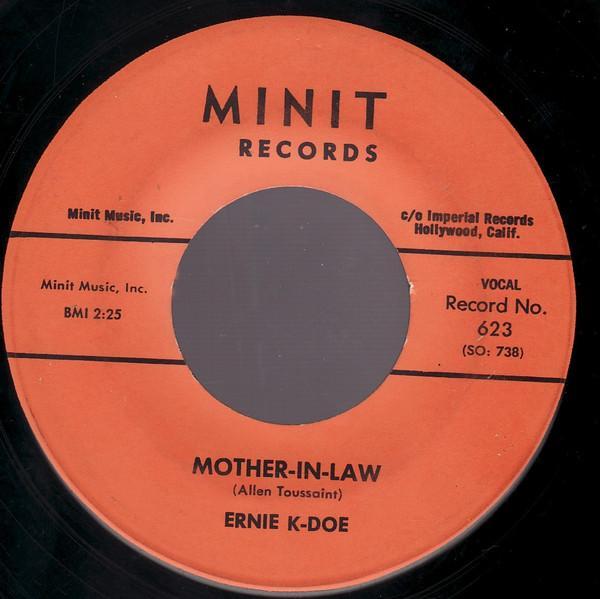 MINIT
RECORDS
Minit Music, Inc.
c/o Imperial Records
Hollywood, Calif.
Minit Music, Inc.
BMI 2:25
VOCAL
Record No.
623
(SO: 738)
MOTHER-IN-LAW
(Allen Toussaint)
ERNIE K-DOE